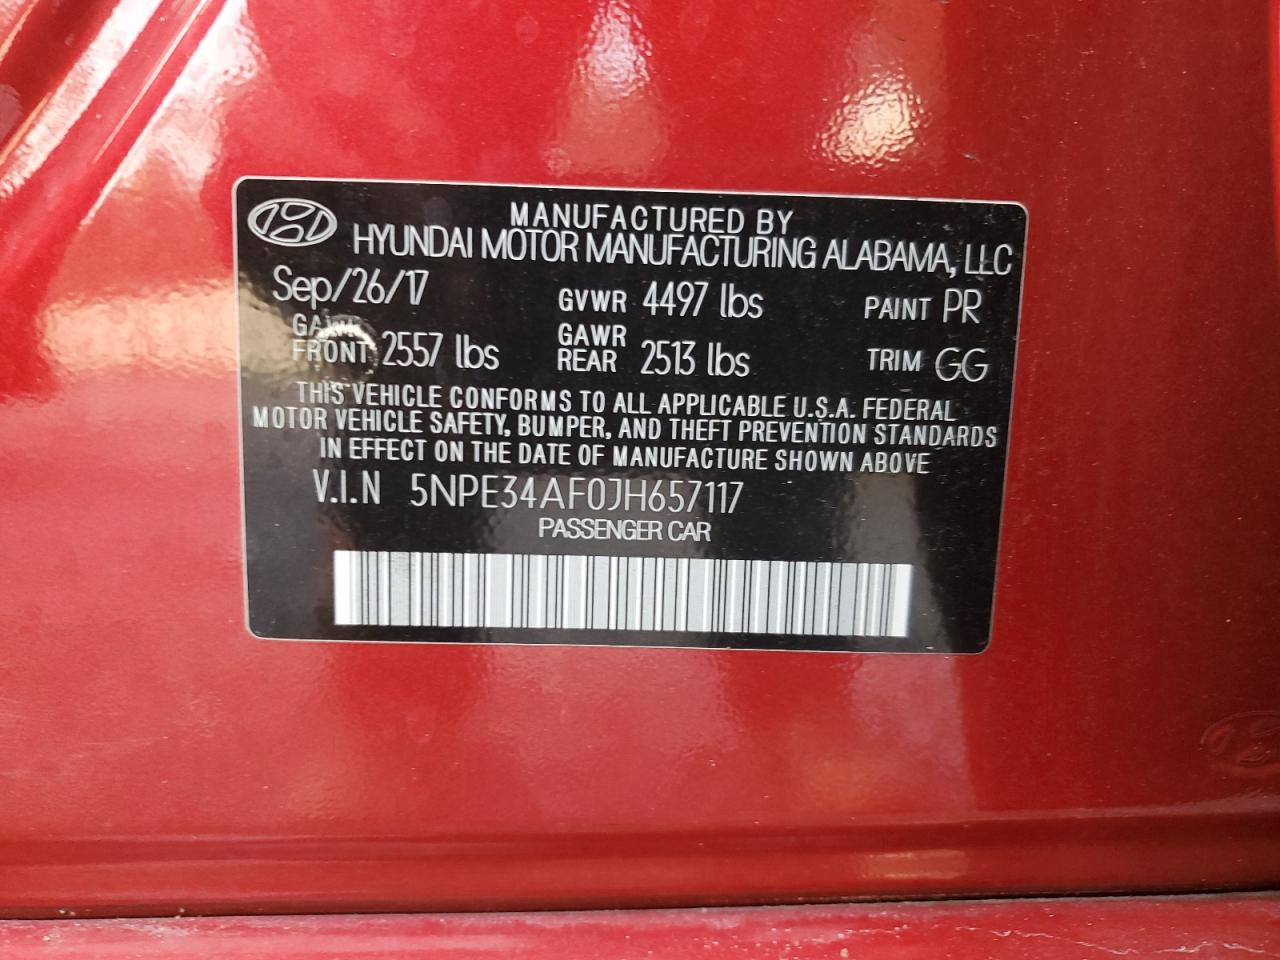 MANUFACTURED BY
HYUNDAI MOTOR MANUFACTURING ALABAMA, LLC
Sep/26/17 GVWR 4497 lbs PAINT PR
GAWR FRONT 2557 lbs GAWR REAR 2513 lbs TRIM GG
THIS VEHICLE CONFORMS TO ALL APPLICABLE U.S.A. FEDERAL
MOTOR VEHICLE SAFETY, BUMPER, AND THEFT PREVENTION STANDARDS
IN EFFECT ON THE DATE OF MANUFACTURE SHOWN ABOVE
V.I.N 5NPE34AF0JH657117
PASSENGER CAR